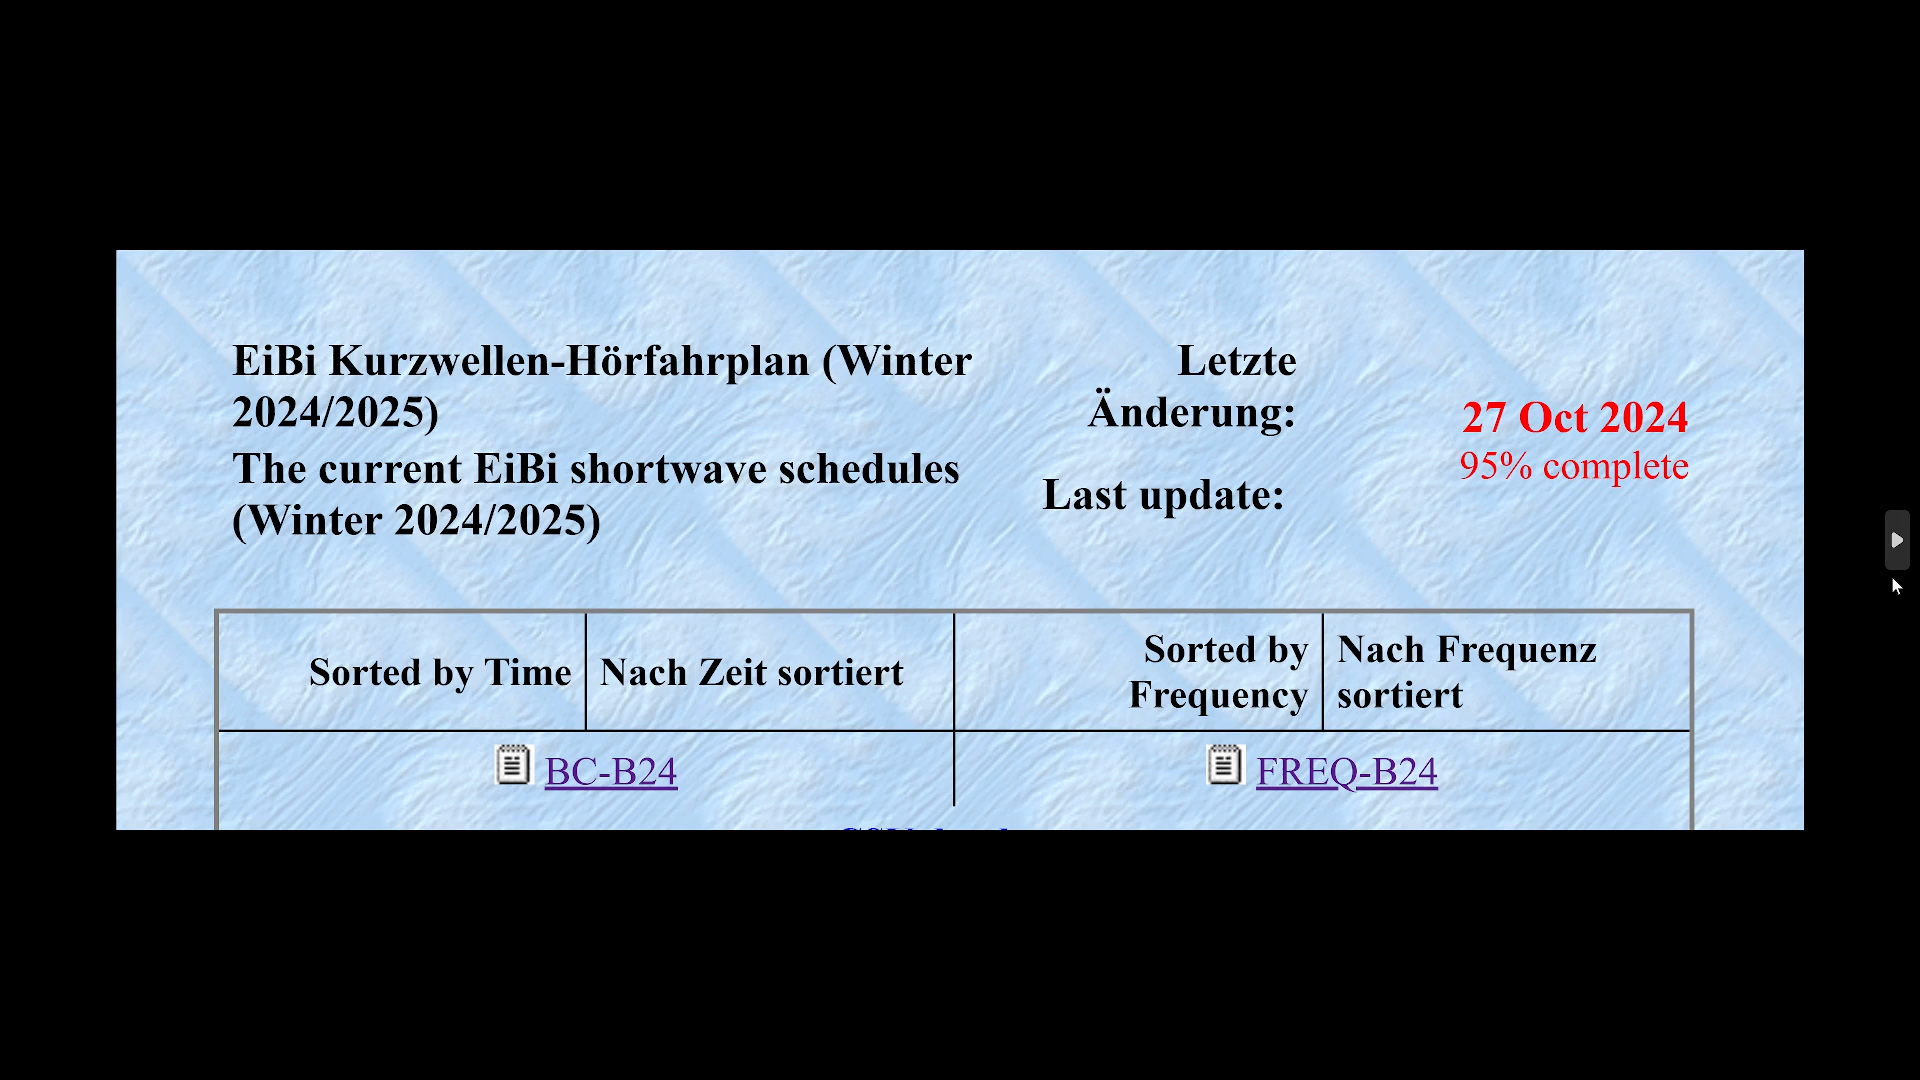 EiBi Kurzwellen-Hörfahrplan (Winter
2024/2025)
The current EiBi shortwave schedules
(Winter 2024/2025)
Letzte
Änderung:
Last update:
27 Oct 2024
95% complete
Sorted by Time
Nach Zeit sortiert
Sorted by
Frequency
Nach Frequenz
sortiert
BC-B24
FREQ-B24